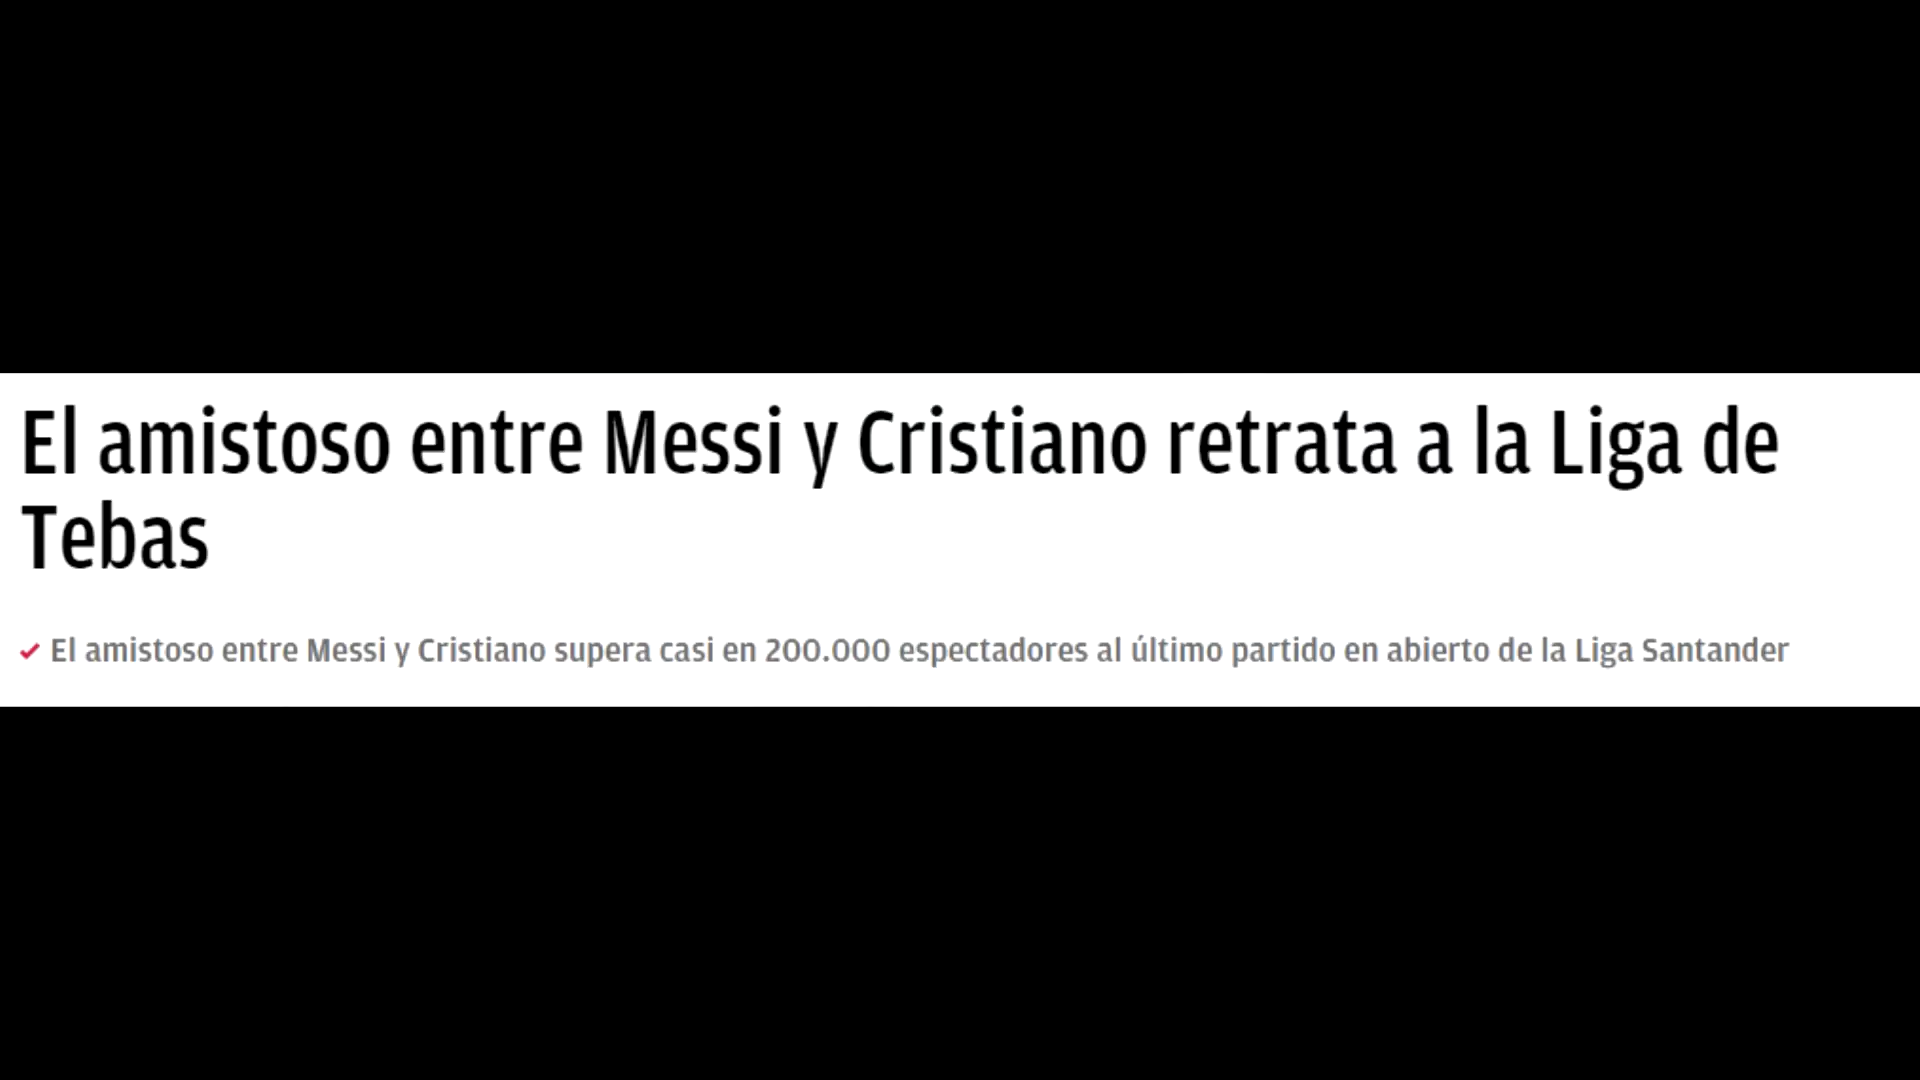 El amistoso entre Messi y Cristiano retrata a la Liga de
Tebas
El amistoso entre Messi y Cristiano supera casi en 200.000 espectadores al último partido en abierto de la Liga Santander